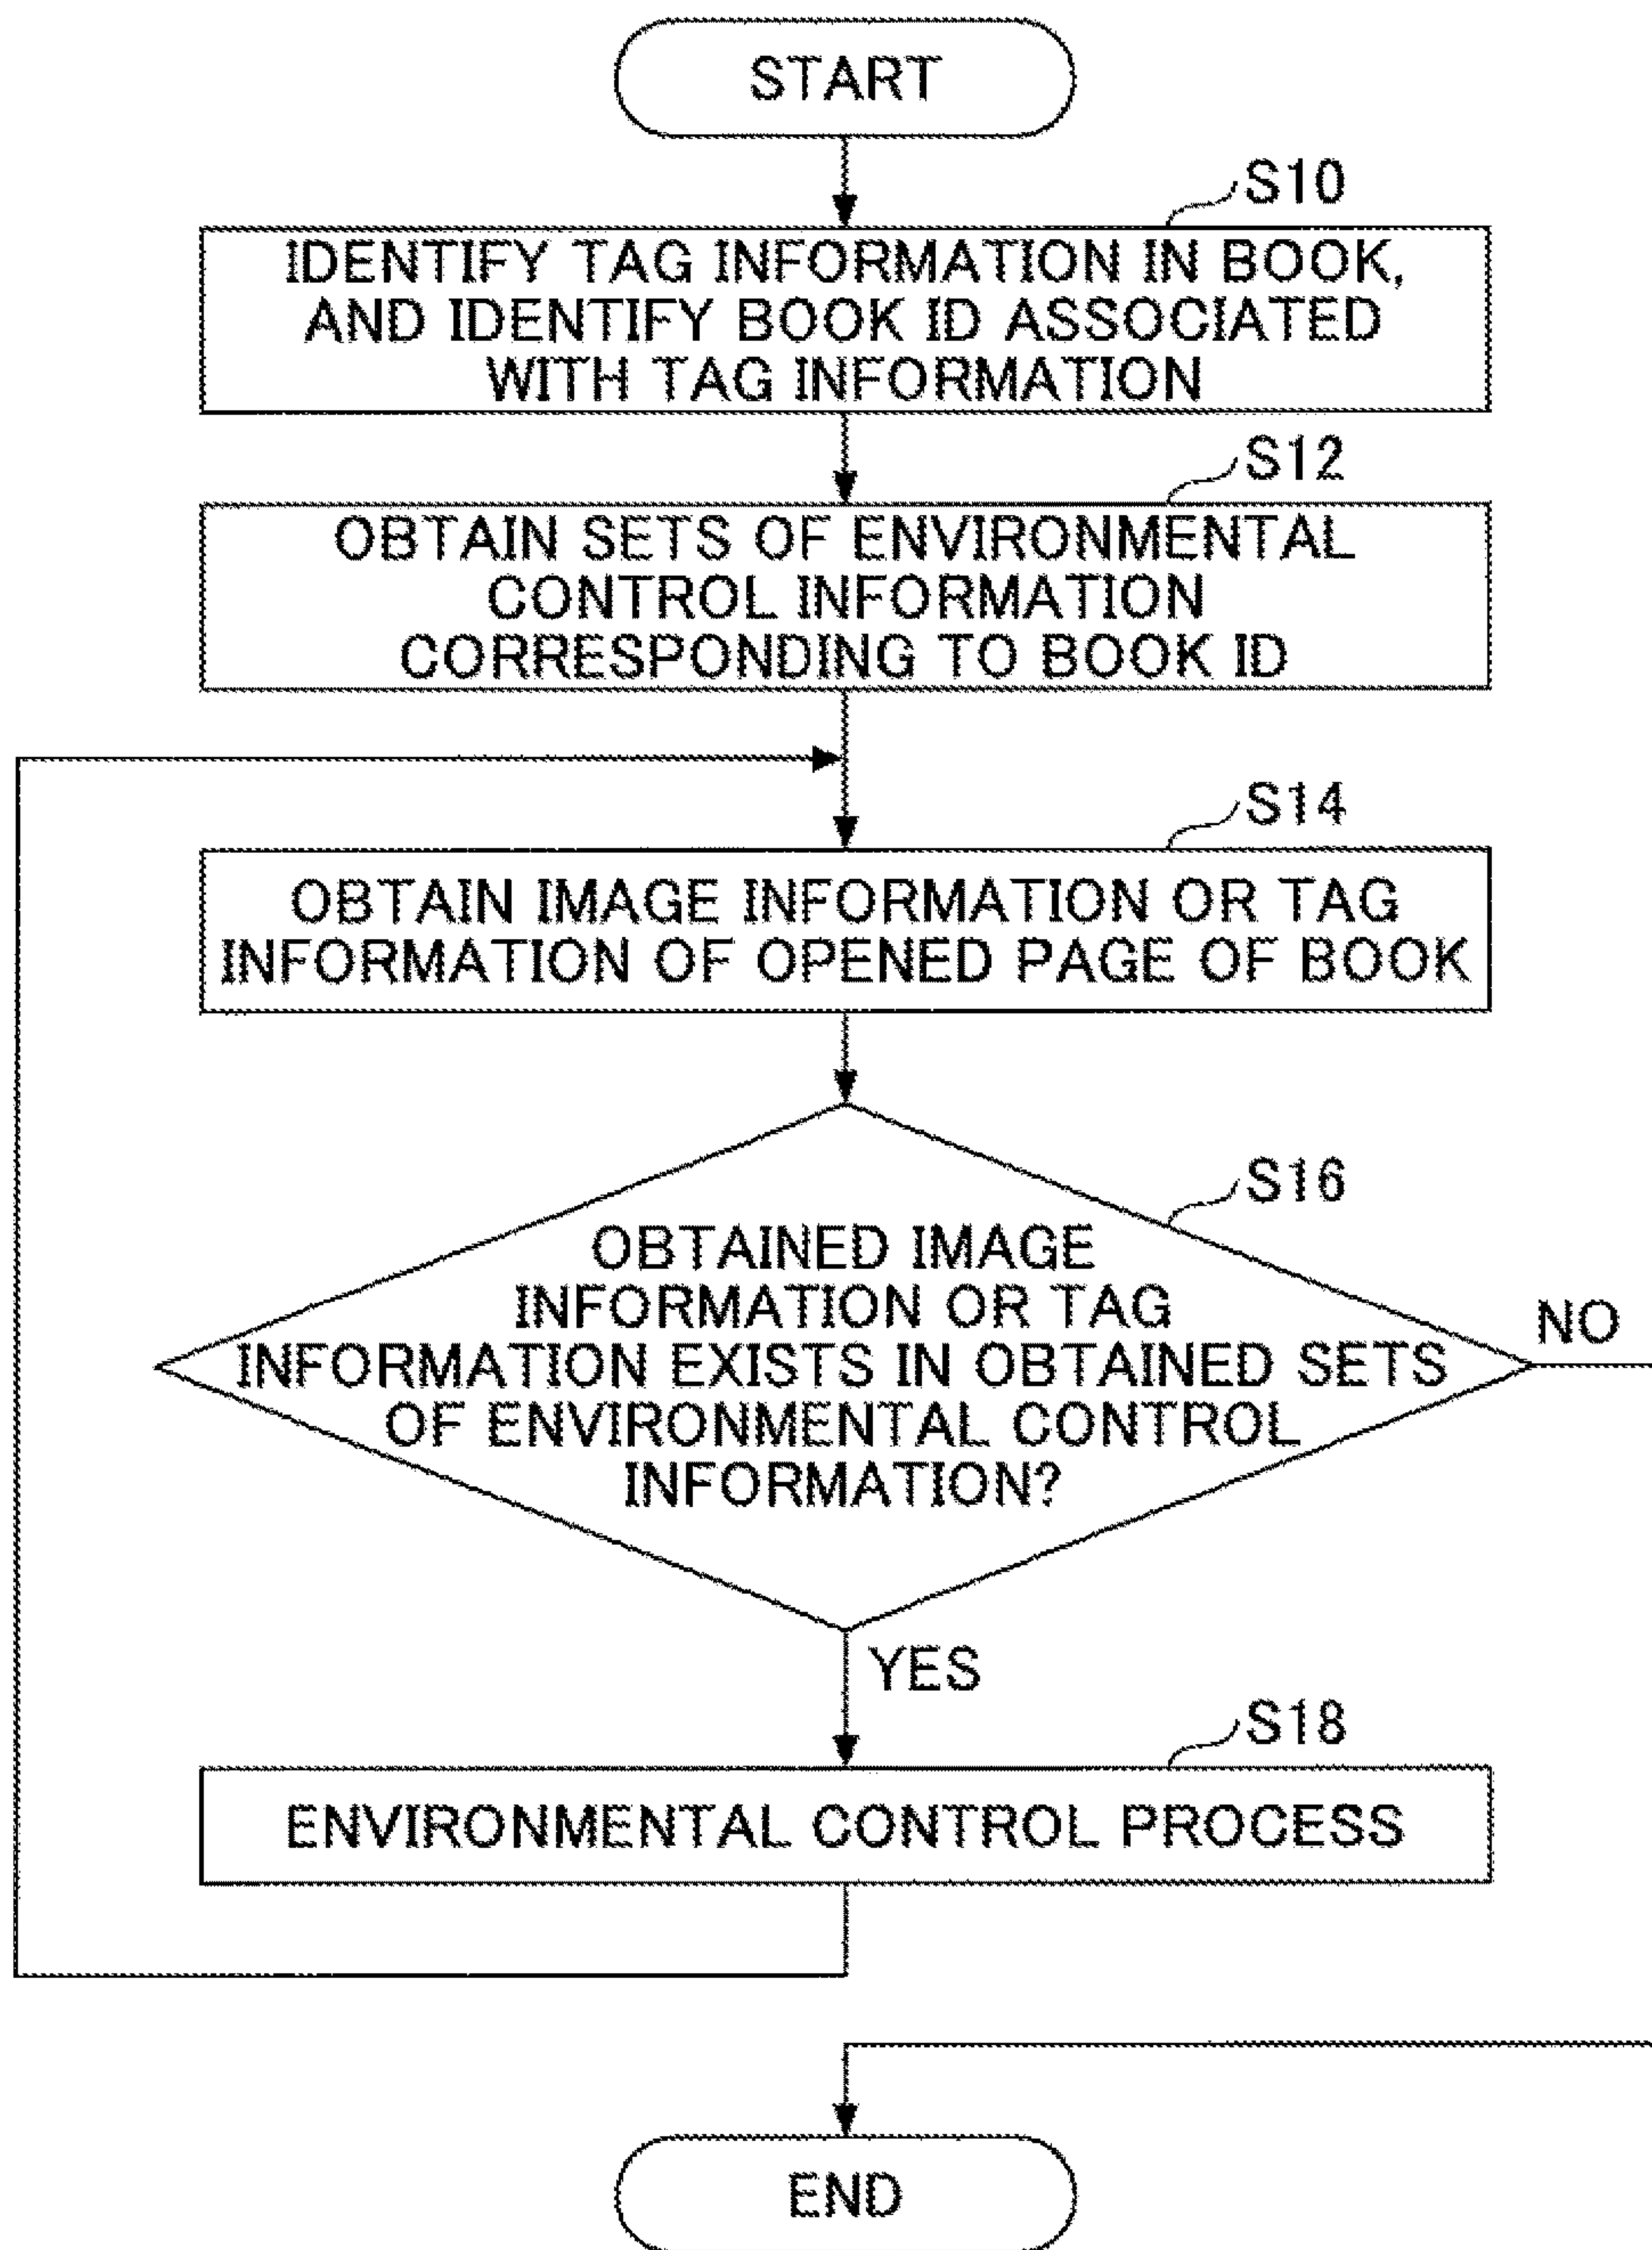 START
S10
IDENTIFY TAG INFORMATION IN BOOK,
AND IDENTIFY BOOK ID ASSOCIATED
WITH TAG INFORMATION
S12
OBTAIN SETS OF ENVIRONMENTAL
CONTROL INFORMATION
CORRESPONDING TO BOOK ID
S14
OBTAIN IMAGE INFORMATION OR TAG
INFORMATION OF OPENED PAGE OF BOOK
S16
OBTAINED IMAGE
INFORMATION OR TAG
INFORMATION EXISTS IN OBTAINED SETS
OF ENVIRONMENTAL CONTROL
INFORMATION?
NO
YES
S18
ENVIRONMENTAL CONTROL PROCESS
END